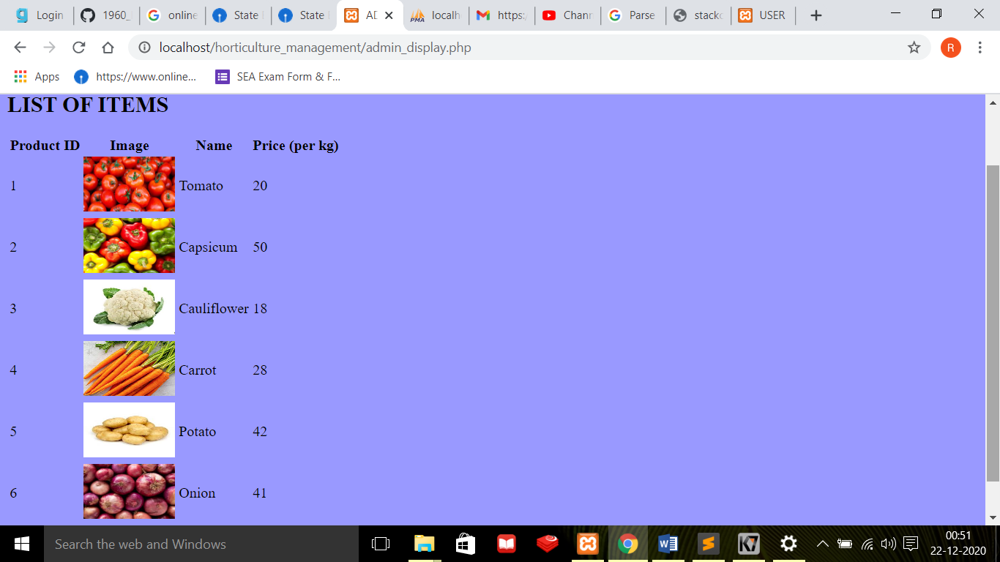 Login
1960_
online
State
State
AD
localh
https:/
Chann
Parse
stacko
USER
localhost/horticulture_management/admin_display.php
R
Apps
https://www.online...
SEA Exam Form & F...
LIST OF ITEMS
Product ID Image Name Price (per kg)
1 Tomato 20
2 Capsicum 50
3 Cauliflower 18
4 Carrot 28
5 Potato 42
6 Onion 41
Search the web and Windows
00:51
22-12-2020